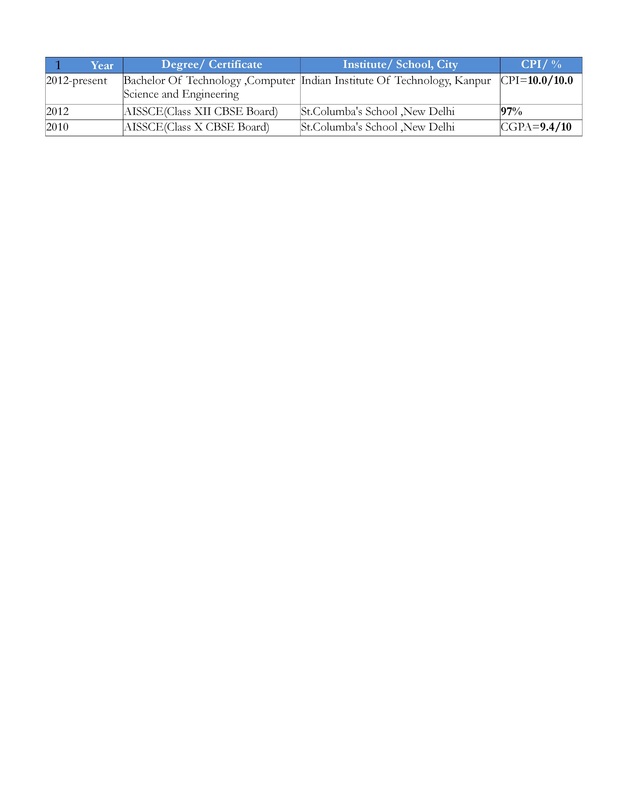 1 Year Degree/ Certificate Institute/ School, City CPI/ %
2012-present Bachelor Of Technology ,Computer Indian Institute Of Technology, Kanpur CPI=10.0/10.0
Science and Engineering
2012 AISSCE(Class XII CBSE Board) St.Columba's School ,New Delhi 97%
2010 AISSCE(Class X CBSE Board) St.Columba's School ,New Delhi CGPA=9.4/10